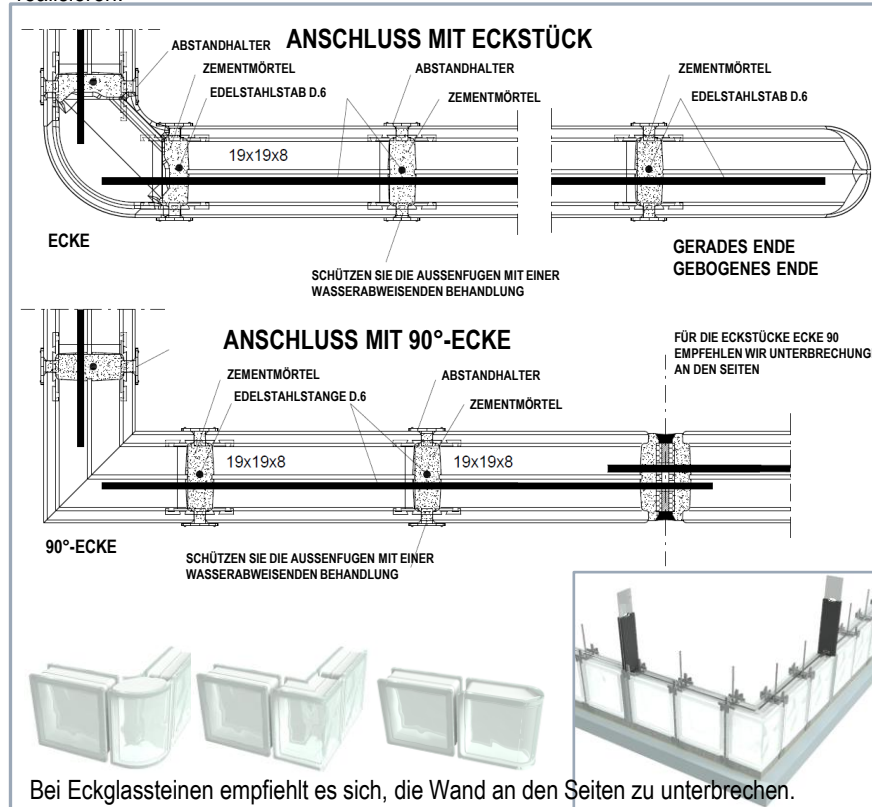 ANSCHLUSS MIT ECKSTÜCK
ABSTANDHALTER
ZEMENTMÖRTEL
EDELSTAHLSTAB D.6
ABSTANDHALTER
ZEMENTMÖRTEL
ZEMENTMÖRTEL
EDELSTAHLSTAB D.6
19x19x8
ECKE
SCHÜTZEN SIE DIE AUSSENFUGEN MIT EINER
WASSERABWEISENDEN BEHANDLUNG
GERADES ENDE
GEBOGENES ENDE
ANSCHLUSS MIT 90°-ECKE
FÜR DIE ECKSTÜCKE ECKE 90
EMPFEHLEN WIR UNTERBRECHUNG
AN DEN SEITEN
ZEMENTMÖRTEL
EDELSTAHLSTANGE D.6
ABSTANDHALTER
ZEMENTMÖRTEL
19x19x8
19x19x8
90°-ECKE
SCHÜTZEN SIE DIE AUSSENFUGEN MIT EINER
WASSERABWEISENDEN BEHANDLUNG
Bei Eckglassteinen empfiehlt es sich, die Wand an den Seiten zu unterbrechen.